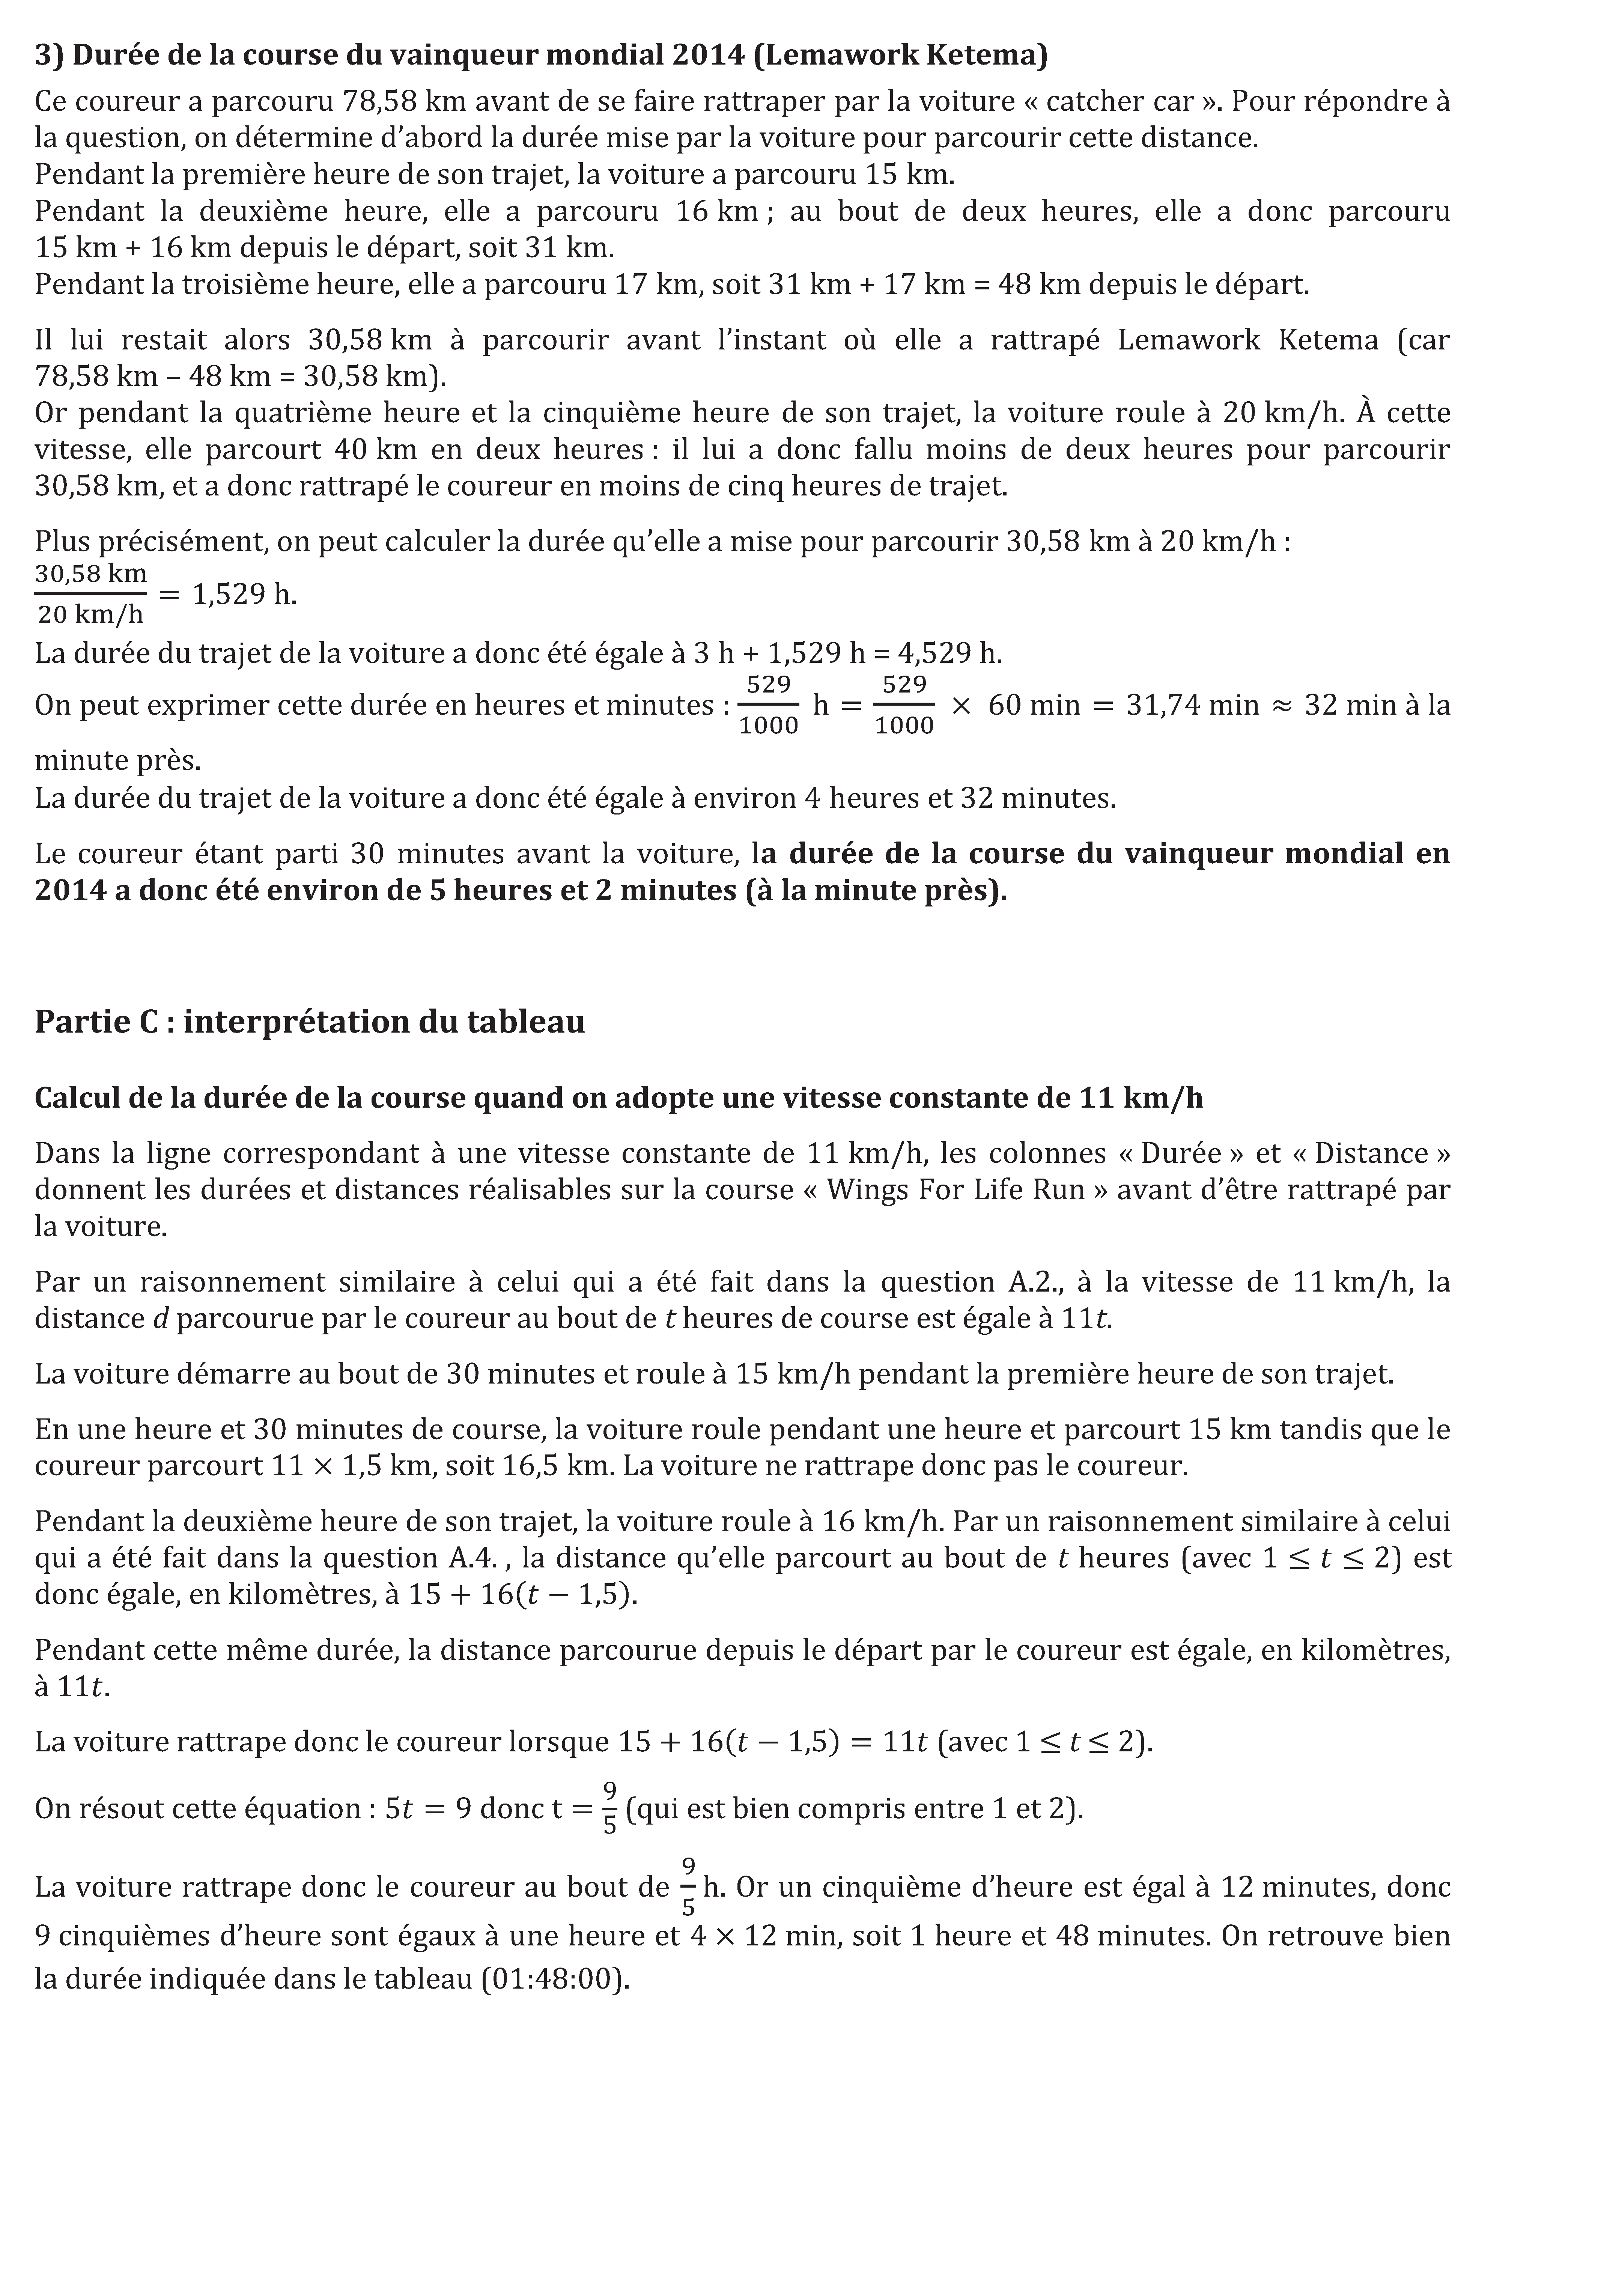 3) Durée de la course du vainqueur mondial 2014 (Lemawork Ketema)
Ce coureur a parcouru 78,58 km avant de se faire rattraper par la voiture « catcher car ». Pour répondre à
la question, on détermine d’abord la durée mise par la voiture pour parcourir cette distance.
Pendant la première heure de son trajet, la voiture a parcouru 15 km.
Pendant la deuxième heure, elle a parcouru 16 km ; au bout de deux heures, elle a donc parcouru
15 km + 16 km depuis le départ, soit 31 km.
Pendant la troisième heure, elle a parcouru 17 km, soit 31 km + 17 km = 48 km depuis le départ.
Il lui restait alors 30,58 km à parcourir avant l’instant où elle a rattrapé Lemawork Ketema (car
78,58 km – 48 km = 30,58 km).
Or pendant la quatrième heure et la cinquième heure de son trajet, la voiture roule à 20 km/h. À cette
vitesse, elle parcourt 40 km en deux heures : il lui a donc fallu moins de deux heures pour parcourir
30,58 km, et a donc rattrapé le coureur en moins de cinq heures de trajet.
Plus précisément, on peut calculer la durée qu’elle a mise pour parcourir 30,58 km à 20 km/h :
30,58 km / 20 km/h = 1,529 h.
La durée du trajet de la voiture a donc été égale à 3 h + 1,529 h = 4,529 h.
On peut exprimer cette durée en heures et minutes : 529/1000 h = 529/1000 × 60 min = 31,74 min ≈ 32 min à la
minute près.
La durée du trajet de la voiture a donc été égale à environ 4 heures et 32 minutes.
Le coureur étant parti 30 minutes avant la voiture, la durée de la course du vainqueur mondial en
2014 a donc été environ de 5 heures et 2 minutes (à la minute près).
Partie C : interprétation du tableau
Calcul de la durée de la course quand on adopte une vitesse constante de 11 km/h
Dans la ligne correspondant à une vitesse constante de 11 km/h, les colonnes « Durée » et « Distance »
donnent les durées et distances réalisables sur la course « Wings For Life Run » avant d’être rattrapé par
la voiture.
Par un raisonnement similaire à celui qui a été fait dans la question A.2., à la vitesse de 11 km/h, la
distance d parcourue par le coureur au bout de t heures de course est égale à 11t.
La voiture démarre au bout de 30 minutes et roule à 15 km/h pendant la première heure de son trajet.
En une heure et 30 minutes de course, la voiture roule pendant une heure et parcourt 15 km tandis que le
coureur parcourt 11 × 1,5 km, soit 16,5 km. La voiture ne rattrape donc pas le coureur.
Pendant la deuxième heure de son trajet, la voiture roule à 16 km/h. Par un raisonnement similaire à celui
qui a été fait dans la question A.4. , la distance qu’elle parcourt au bout de t heures (avec 1 ≤ t ≤ 2) est
donc égale, en kilomètres, à 15 + 16(t − 1,5).
Pendant cette même durée, la distance parcourue depuis le départ par le coureur est égale, en kilomètres,
à 11t.
La voiture rattrape donc le coureur lorsque 15 + 16(t − 1,5) = 11t (avec 1 ≤ t ≤ 2).
On résout cette équation : 5t = 9 donc t = 9/5 (qui est bien compris entre 1 et 2).
La voiture rattrape donc le coureur au bout de 9/5 h. Or un cinquième d’heure est égal à 12 minutes, donc
9 cinquièmes d’heure sont égaux à une heure et 4 × 12 min, soit 1 heure et 48 minutes. On retrouve bien
la durée indiquée dans le tableau (01:48:00).